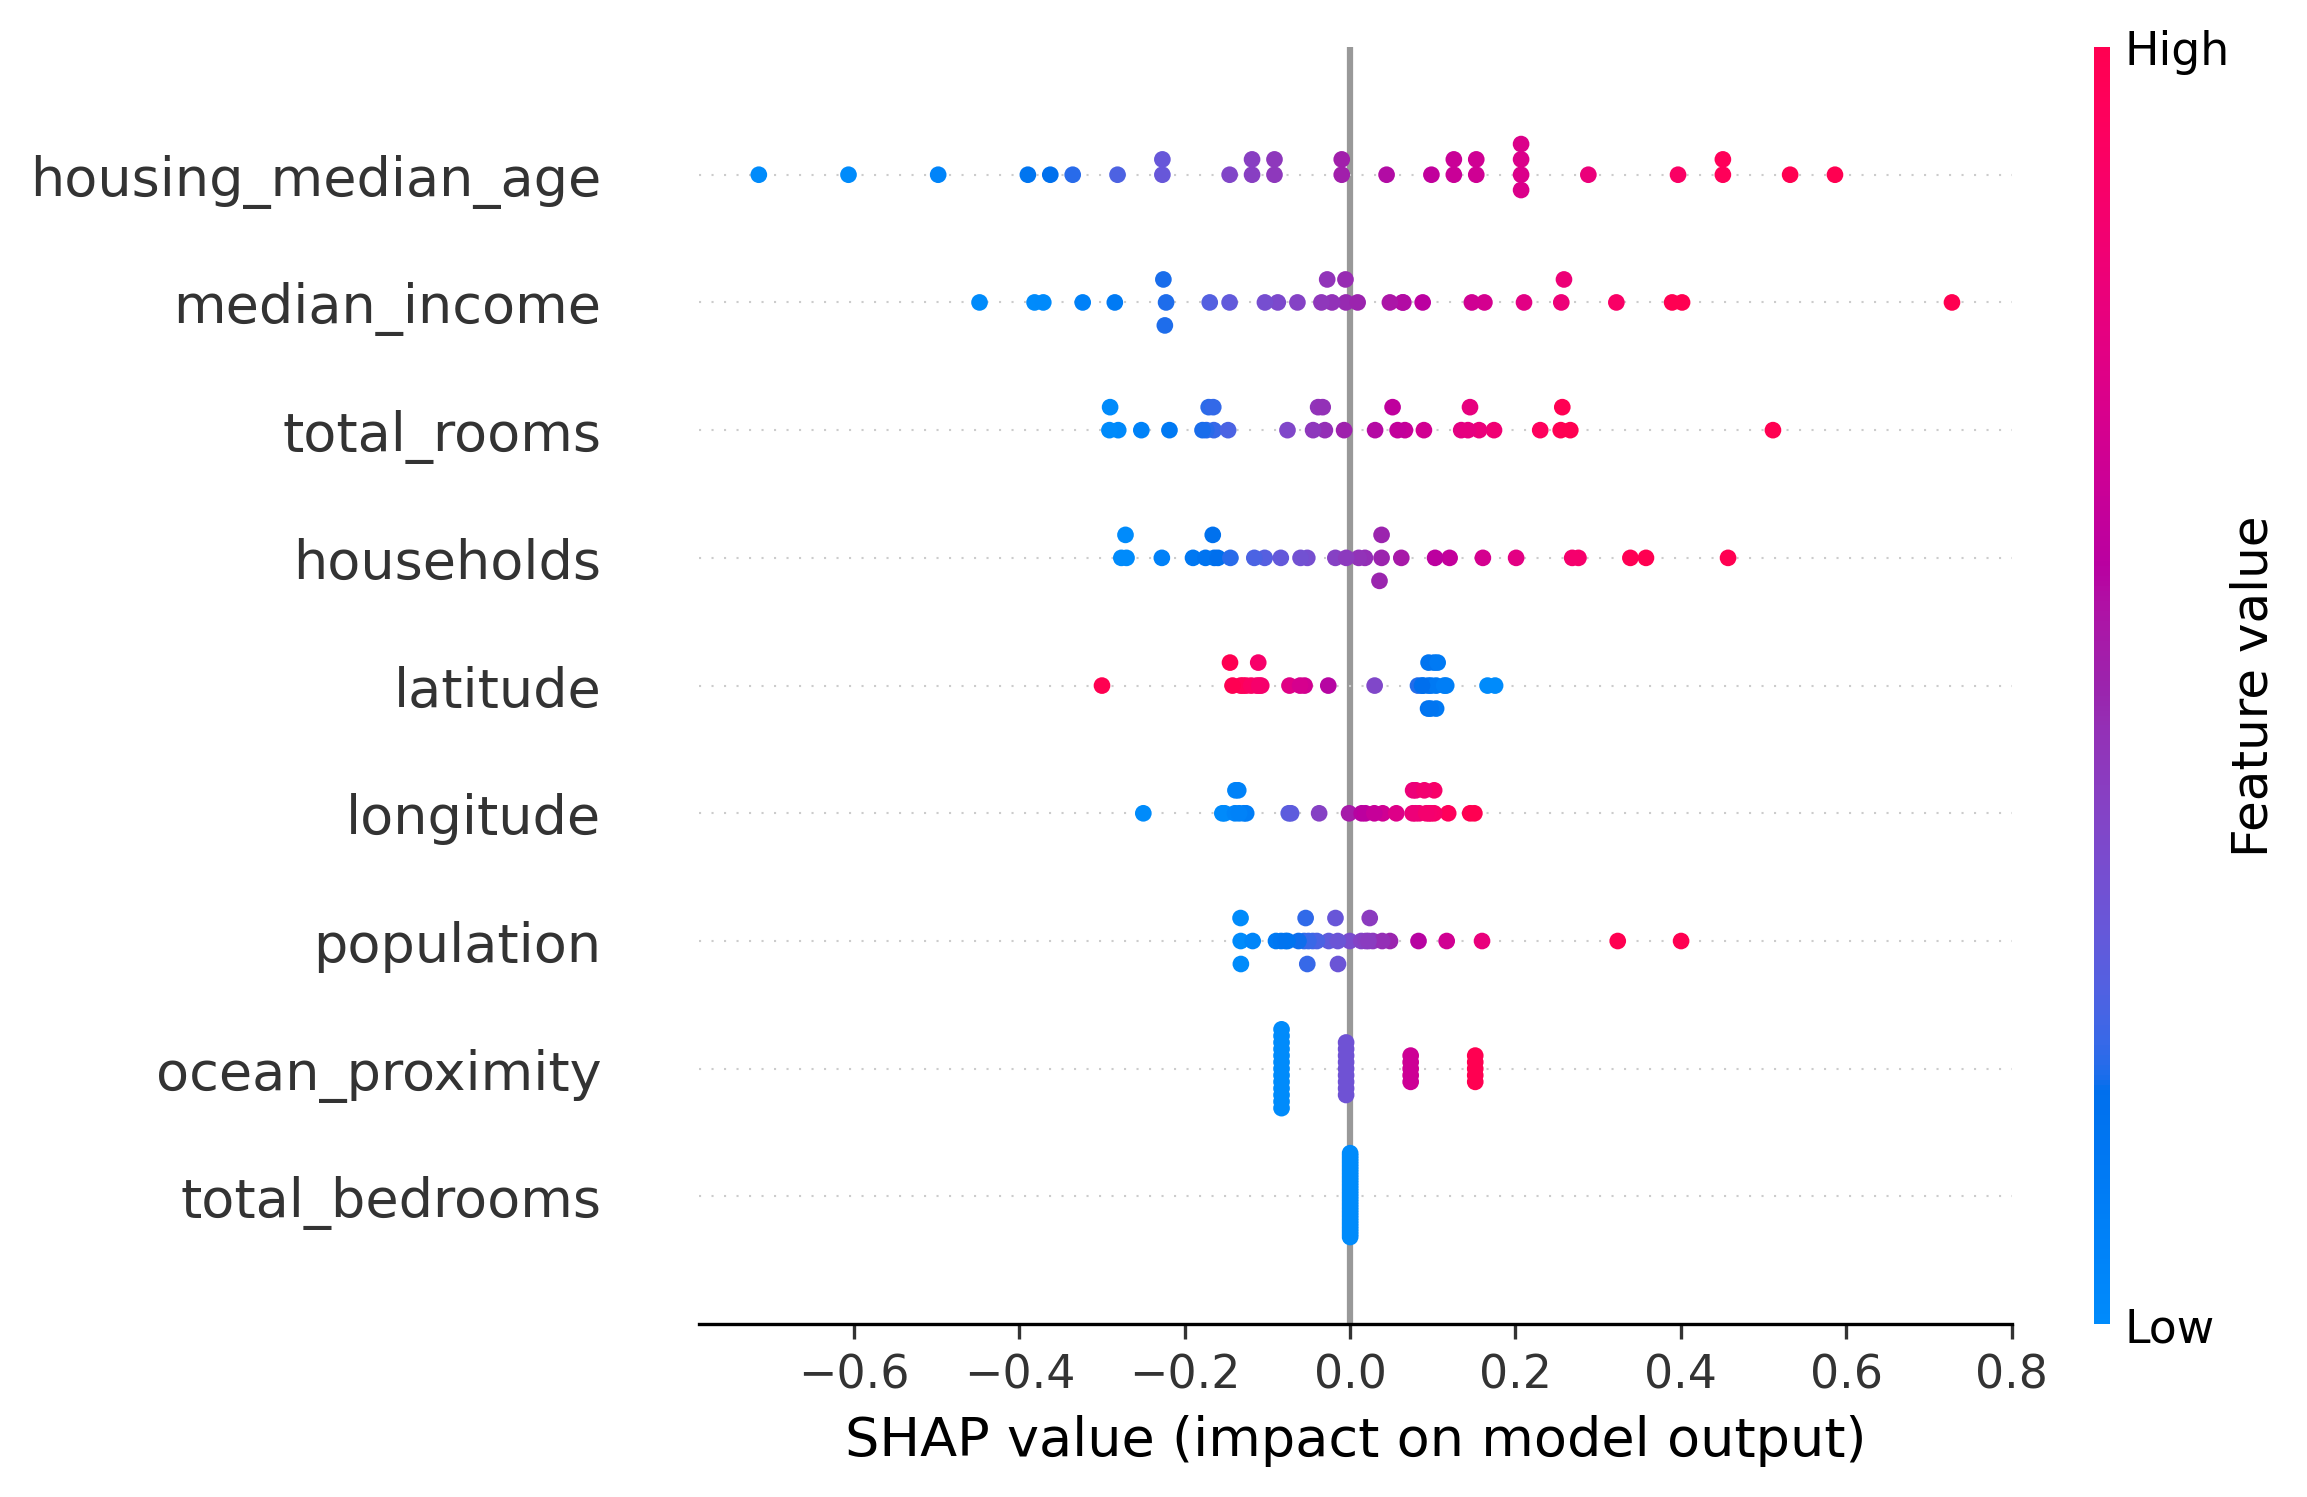 High
housing_median_age
median_income
total_rooms
households
latitude
longitude
population
ocean_proximity
total_bedrooms
Feature value
Low
−0.6 −0.4 −0.2 0.0 0.2 0.4 0.6 0.8
SHAP value (impact on model output)